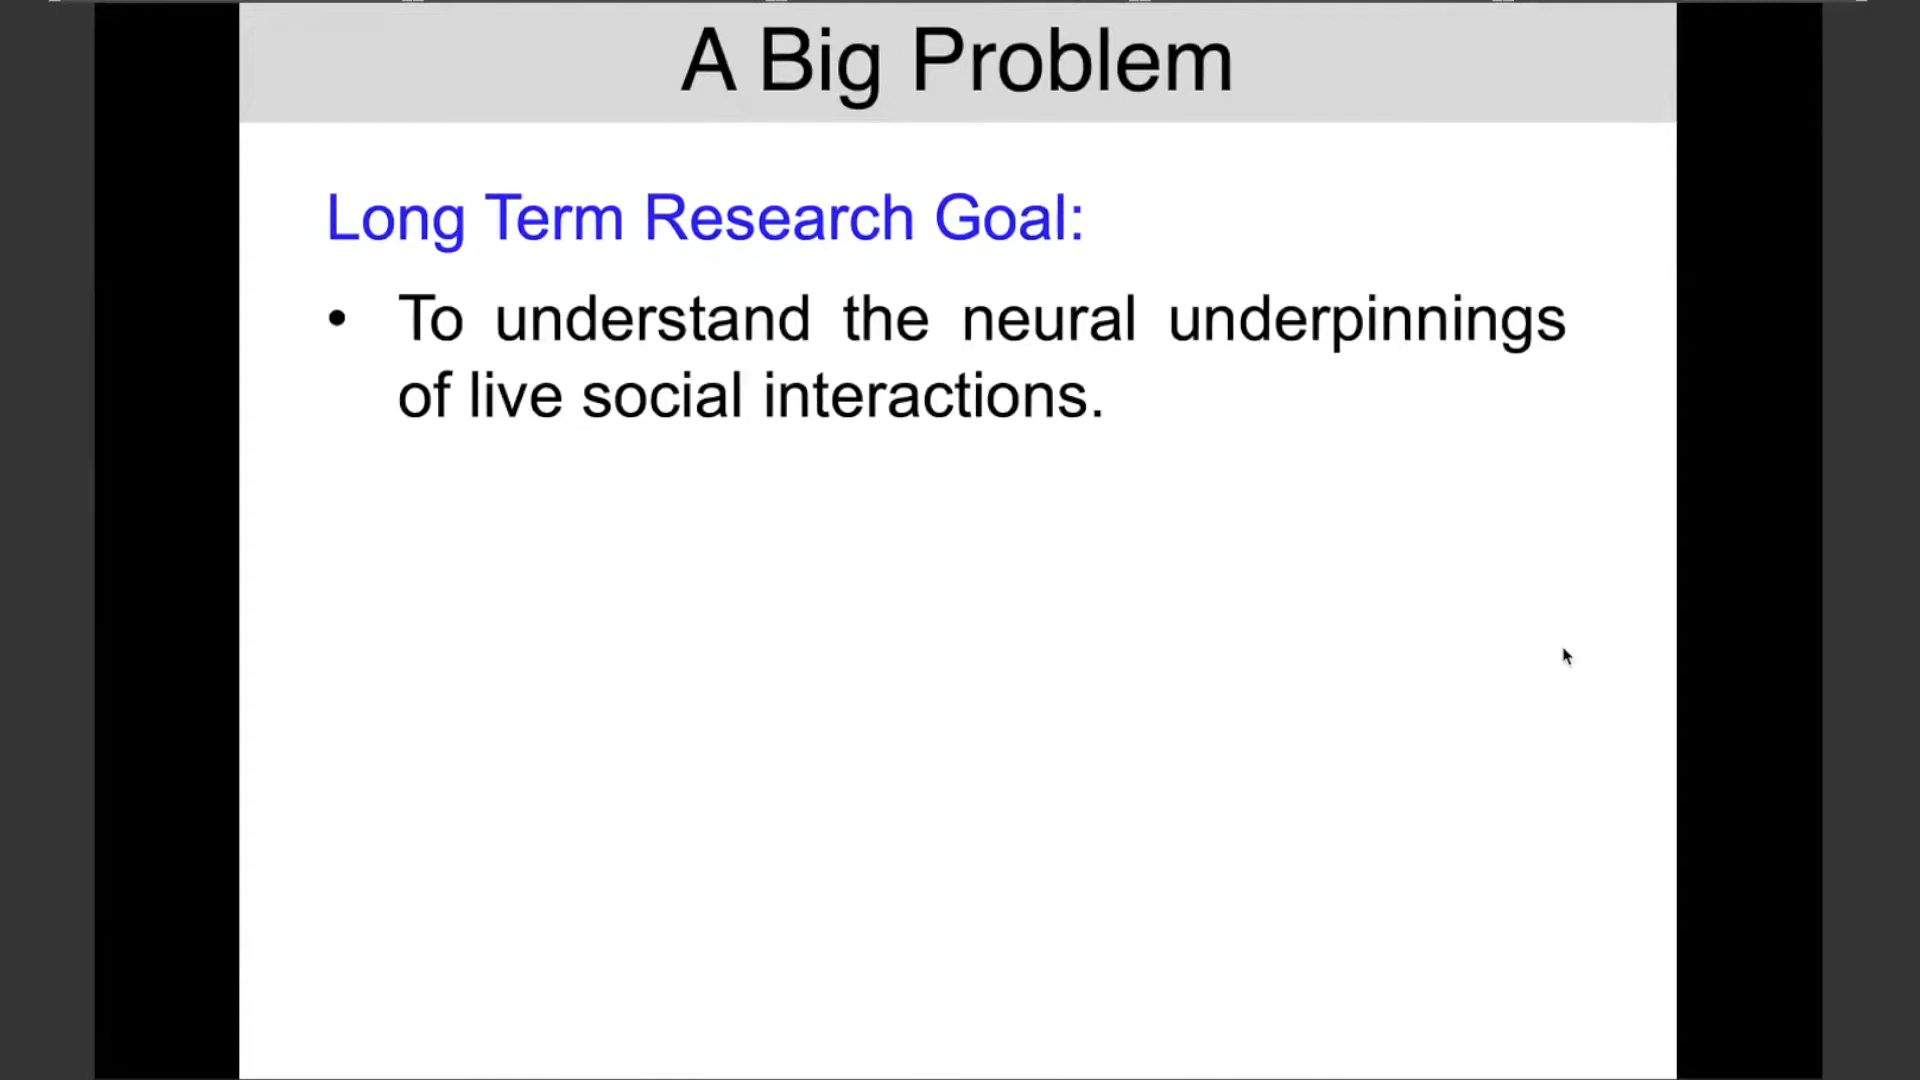 A Big Problem
Long Term Research Goal:
• To understand the neural underpinnings
of live social interactions.